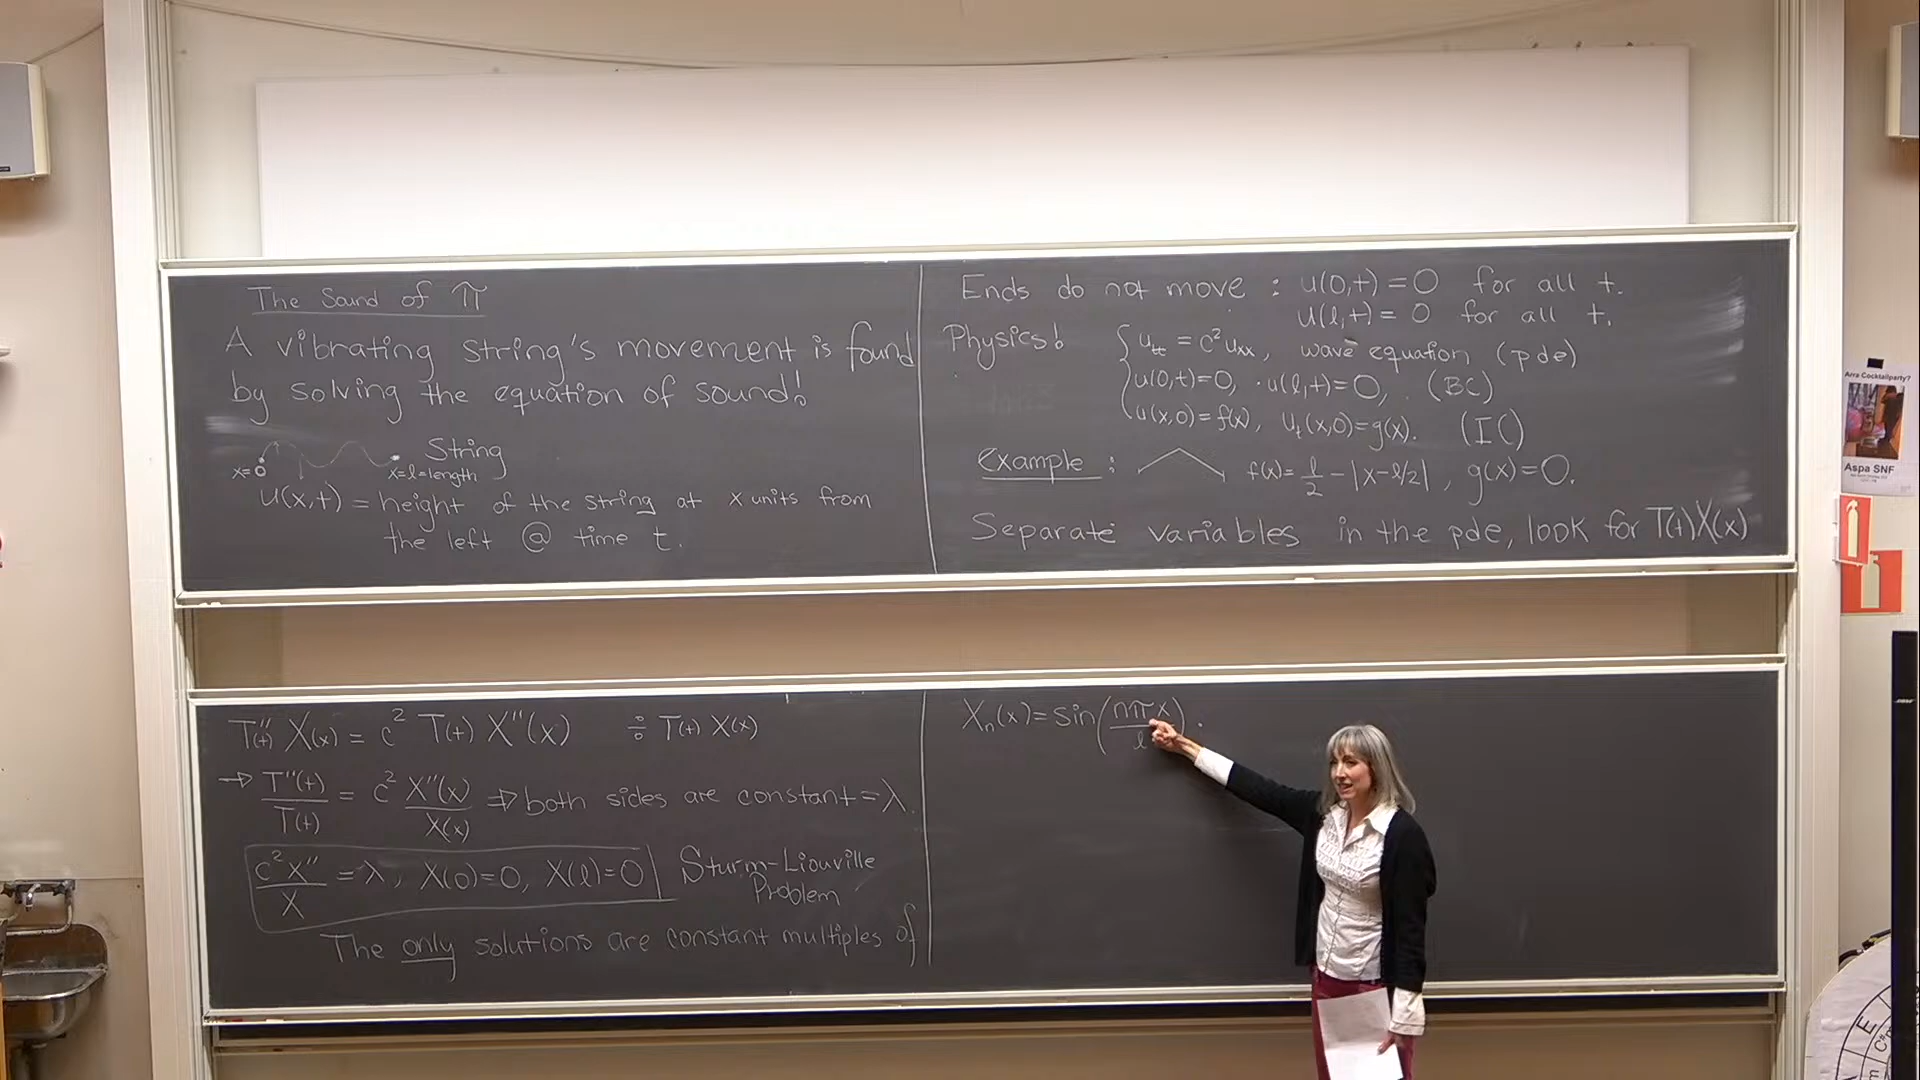 The Sound of π
A vibrating string's movement is found
by solving the equation of sound!
String
x=0
x=l=length
u(x,t) = height of the string at x units from
the left @ time t.
Ends do not move : u(0,t)=0 for all t.
u(l,t)=0 for all t.
Physics!
u_tt = c² u_xx, wave equation (pde)
u(0,t)=0, u(l,t)=0, (BC)
u(x,0)=f(x), u_t(x,0)=g(x). (IC)
Example : f(x)= l/2 - |x-l/2| , g(x)=0.
Separate variables in the pde, look for T(t)X(x)
T''(t) X(x) = c² T(t) X''(x) ÷ T(t) X(x)
→ T''(t)/T(t) = c² X''(x)/X(x) ⇒ both sides are constant = λ.
c²X''/X = λ, X(0)=0, X(l)=0
Sturm-Liouville
Problem
The only solutions are constant multiples of
Xₙ(x) = sin(nπx/l).
Arra Cocktailparty?
Aspa SNF
E
C#